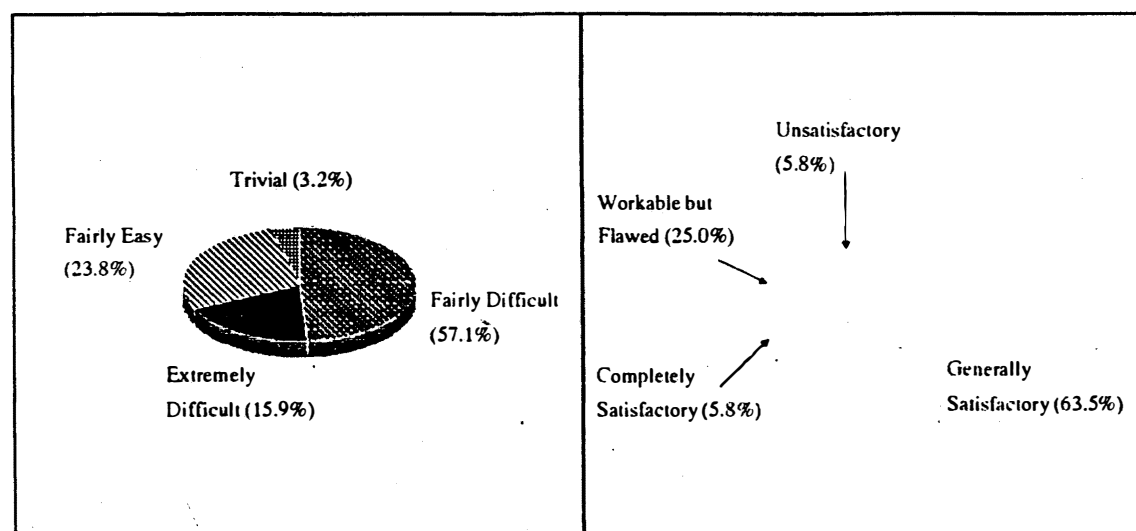 Trivial (3.2%)
Fairly Easy
(23.8%)
Fairly Difficult
(57.1%)
Extremely
Difficult (15.9%)
Unsatisfactory
(5.8%)
Workable but
Flawed (25.0%)
Completely
Satisfactory (5.8%)
Generally
Satisfactory (63.5%)